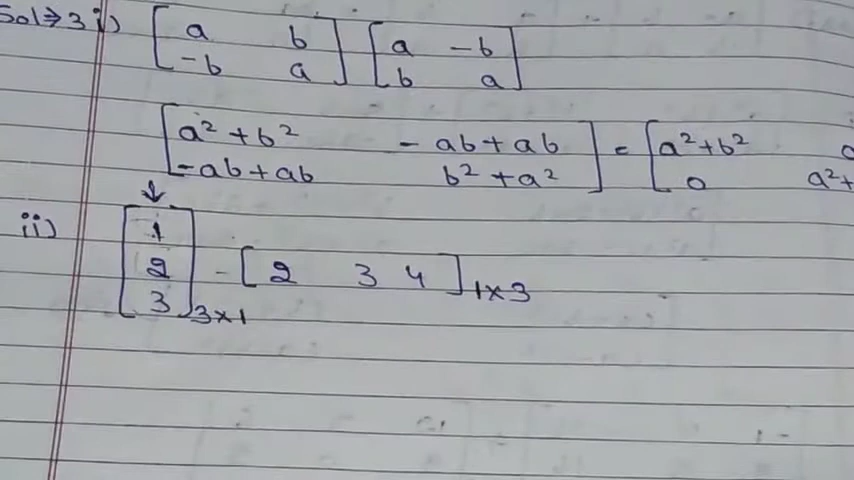 Sol⇒3 i) [ a b ] [ a -b ]
[ -b a ] [ b a ]
[ a² + b² - ab + ab ] = [ a² + b²
[ -ab + ab b² + a² ] [ 0 a² +
↓
ii) [ 1 ]
[ 2 ] - [ 2 3 4 ] 1×3
[ 3 ] 3×1